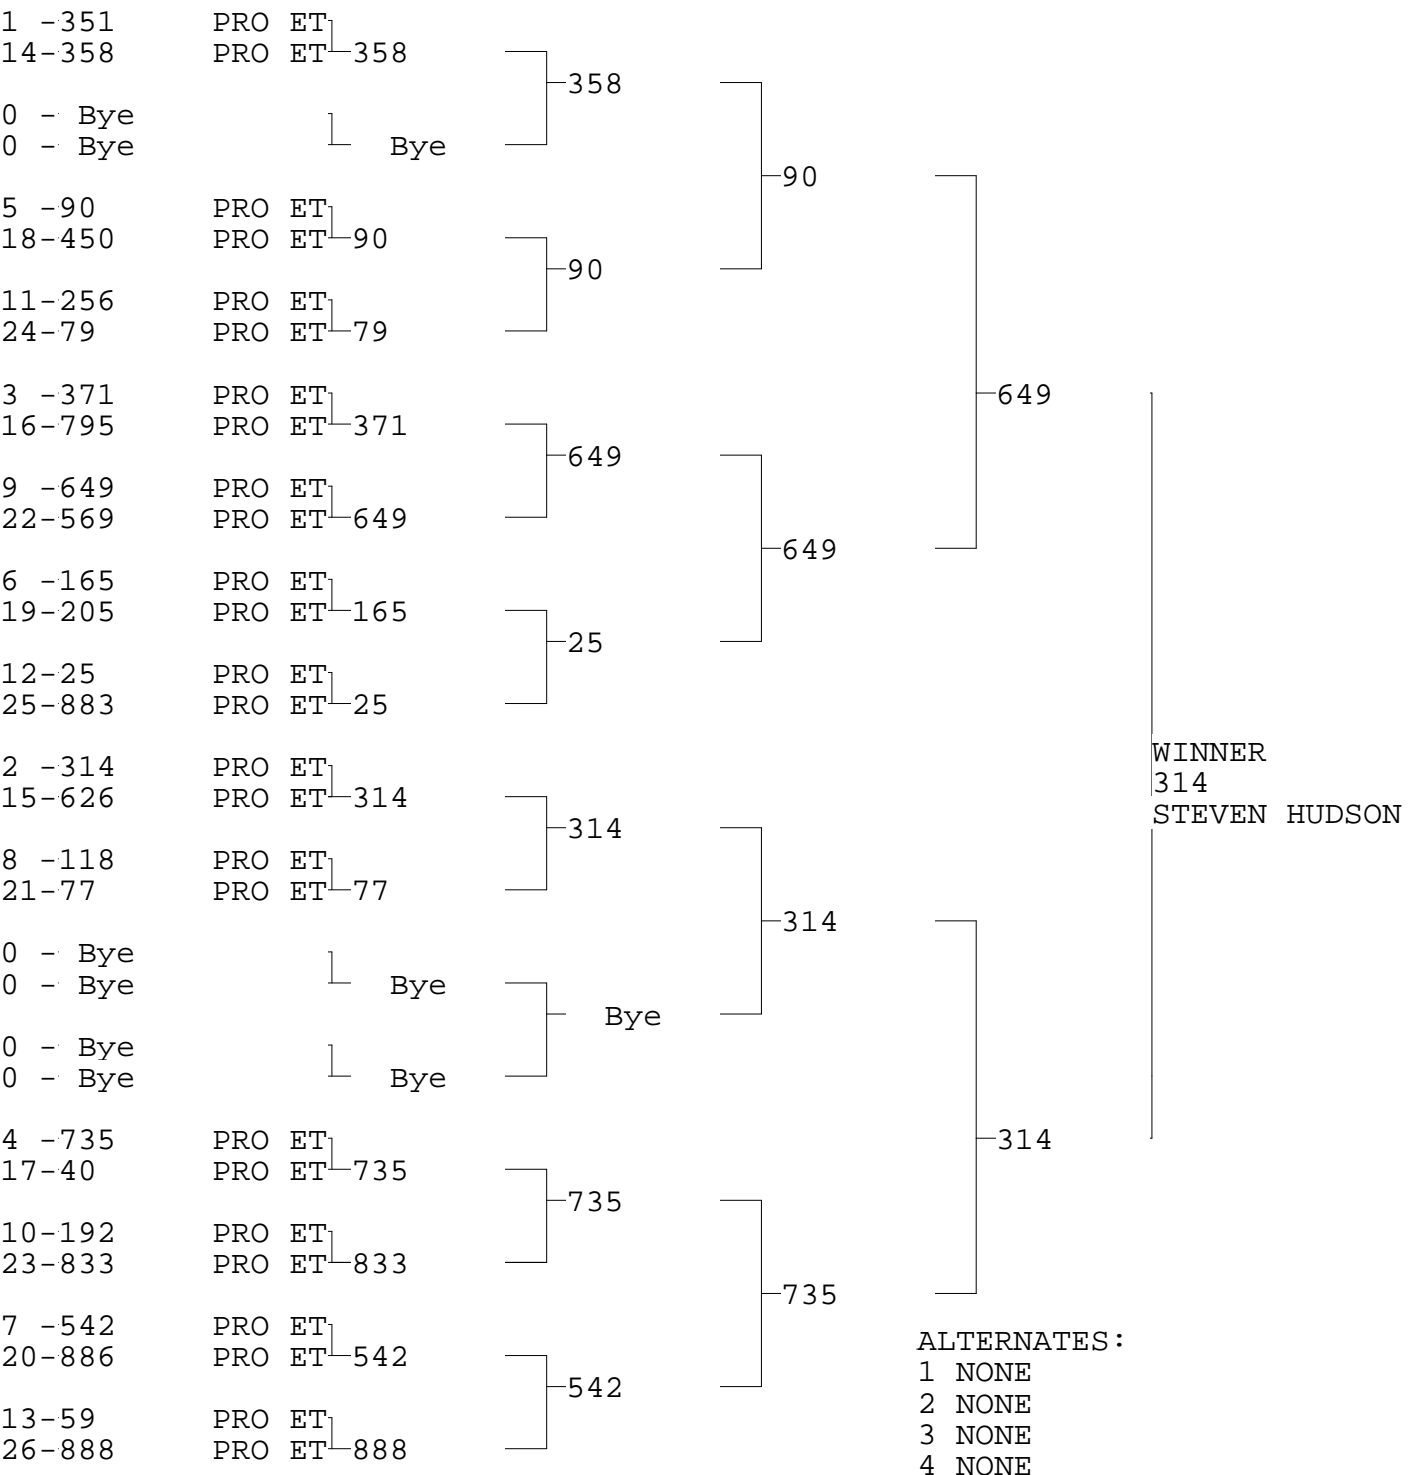 1 -351 PRO ET
14-358 PRO ET 358
358
0 - Bye
0 - Bye Bye
90
5 -90 PRO ET
18-450 PRO ET 90
90
11-256 PRO ET
24-79 PRO ET 79
3 -371 PRO ET 649
16-795 PRO ET 371
649
9 -649 PRO ET
22-569 PRO ET 649
649
6 -165 PRO ET
19-205 PRO ET 165
25
12-25 PRO ET
25-883 PRO ET 25
WINNER
2 -314 PRO ET 314
15-626 PRO ET 314 STEVEN HUDSON
314
8 -118 PRO ET
21-77 PRO ET 77
314
0 - Bye
0 - Bye Bye
Bye
0 - Bye
0 - Bye Bye
4 -735 PRO ET 314
17-40 PRO ET 735
735
10-192 PRO ET
23-833 PRO ET 833
735
7 -542 PRO ET ALTERNATES:
20-886 PRO ET 542 1 NONE
542 2 NONE
13-59 PRO ET 3 NONE
26-888 PRO ET 888 4 NONE